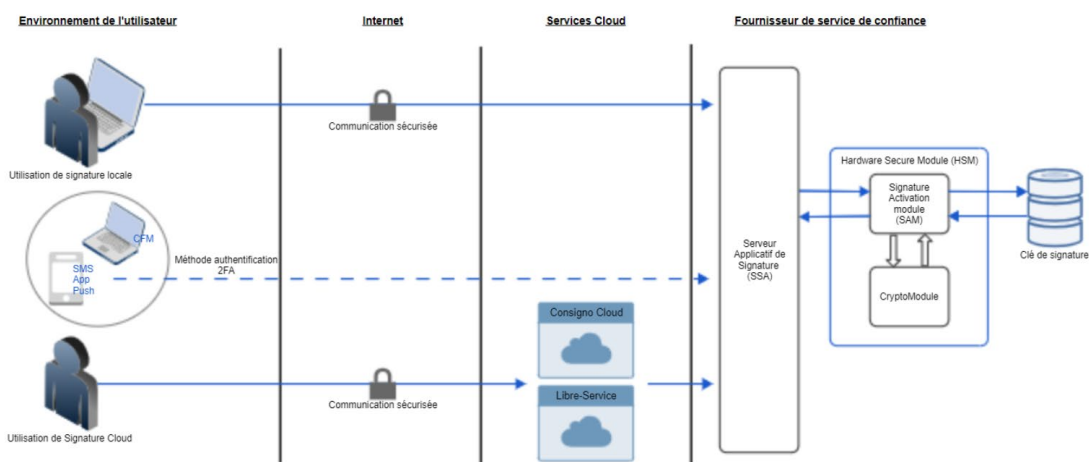 Environnement de l'utilisateur
Internet
Services Cloud
Fournisseur de service de confiance
Communication sécurisée
Utilisation de signature locale
Hardware Secure Module (HSM)
Signature
Activation
module
(SAM)
Clé de signature
CryptoModule
Serveur
Applicatif de
Signature
(SSA)
CFM
SMS
App
Push
Méthode authentification
2FA
Consigno Cloud
Libre-Service
Communication sécurisée
Utilisation de Signature Cloud